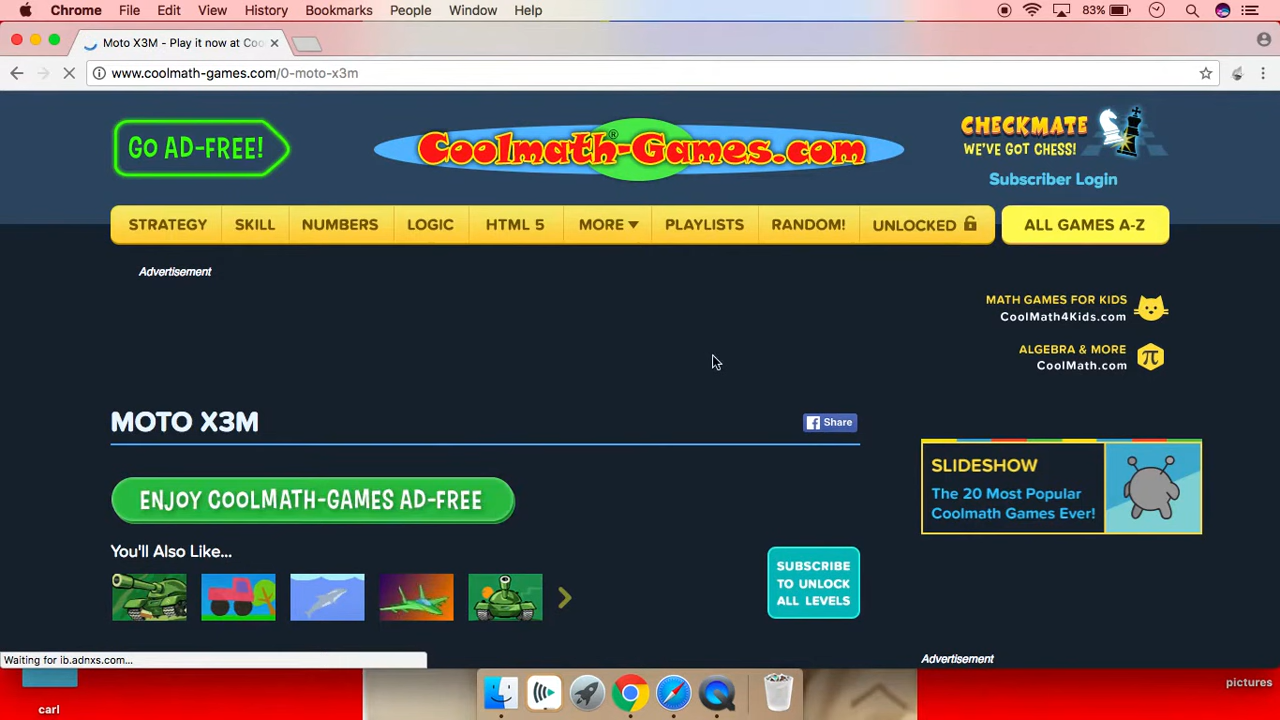 Chrome File Edit View History Bookmarks People Window Help 83%
Moto X3M - Play it now at Coo
www.coolmath-games.com/0-moto-x3m
GO AD-FREE!
Coolmath-Games.com®
CHECKMATE
WE'VE GOT CHESS!
Subscriber Login
STRATEGY SKILL NUMBERS LOGIC HTML 5 MORE PLAYLISTS RANDOM! UNLOCKED ALL GAMES A-Z
Advertisement
MATH GAMES FOR KIDS
CoolMath4Kids.com
ALGEBRA & MORE
CoolMath.com
π
MOTO X3M
Share
SLIDESHOW
The 20 Most Popular
Coolmath Games Ever!
ENJOY COOLMATH-GAMES AD-FREE
You'll Also Like...
SUBSCRIBE
TO UNLOCK
ALL LEVELS
Waiting for ib.adnxs.com...
Advertisement
pictures
carl